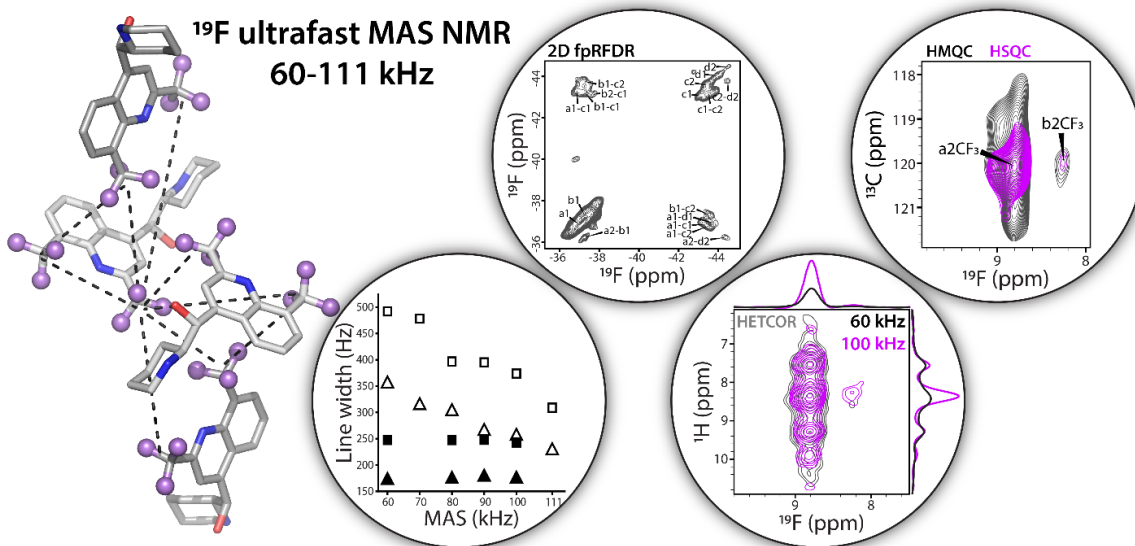 ¹⁹F ultrafast MAS NMR
60-111 kHz
2D fpRFDR
-44
-42
-40
-38
-36
¹⁹F (ppm)
b1-c2
b2-c1
a1-c1
b1-c1
d2
d1
c2
c1
c2-d2
c1-c2
b1
a1
a2-b1
b1-c2
a1-d1
a1-c1
a1-c2
a2-d2
-36
-38
-40
-42
-44
¹⁹F (ppm)
HMQC HSQC
118
119
120
121
¹³C (ppm)
a2CF₃
b2CF₃
9
8
¹⁹F (ppm)
500
450
400
350
300
250
200
150
Line width (Hz)
60 70 80 90 100 111
MAS (kHz)
HETCOR
60 kHz
100 kHz
7
8
9
10
¹H (ppm)
9
8
¹⁹F (ppm)